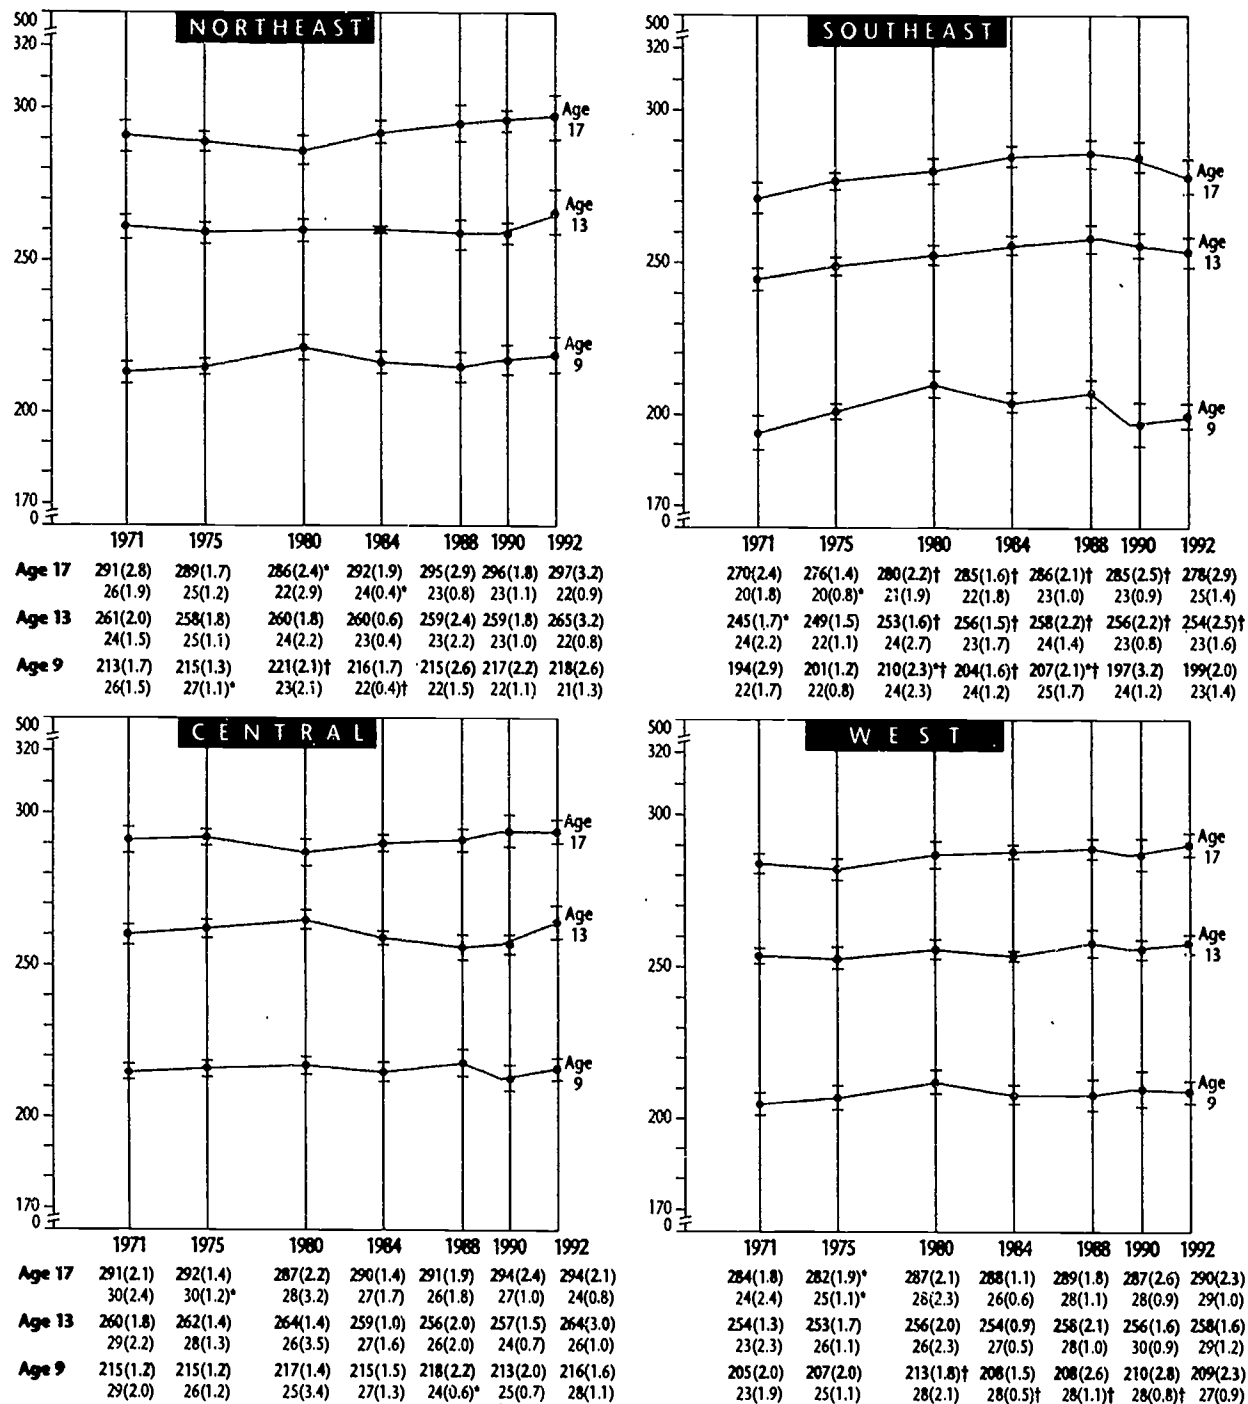 NORTHEAST
500
320
300
250
200
170
0
Age
17
Age
13
Age
9
1971 1975 1980 1984 1988 1990 1992
Age 17 291(2.8) 289(1.7) 286(2.4)* 292(1.9) 295(2.9) 296(1.8) 297(3.2)
26(1.9) 25(1.2) 22(2.9) 24(0.4)* 23(0.8) 23(1.1) 22(0.9)
Age 13 261(2.0) 258(1.8) 260(1.8) 260(0.6) 259(2.4) 259(1.8) 265(3.2)
24(1.5) 25(1.1) 24(2.2) 23(0.4) 23(2.2) 23(1.0) 22(0.8)
Age 9 213(1.7) 215(1.3) 221(2.1)† 216(1.7) 215(2.6) 217(2.2) 218(2.6)
26(1.5) 27(1.1)* 23(2.1) 22(0.4)† 22(1.5) 22(1.1) 21(1.3)
SOUTHEAST
500
320
300
250
200
170
0
Age
17
Age
13
Age
9
1971 1975 1980 1984 1988 1990 1992
270(2.4) 276(1.4) 280(2.2)† 285(1.6)† 286(2.1)† 285(2.5)† 278(2.9)
20(1.8) 20(0.8)* 21(1.9) 22(1.8) 23(1.0) 23(0.9) 25(1.4)
245(1.7)* 249(1.5) 253(1.6)† 256(1.5)† 258(2.2)† 256(2.2)† 254(2.5)†
24(2.2) 22(1.1) 24(2.7) 23(1.7) 24(1.4) 23(0.8) 23(1.6)
194(2.9) 201(1.2) 210(2.3)*† 204(1.6)† 207(2.1)*† 197(3.2) 199(2.0)
22(1.7) 22(0.8) 24(2.3) 24(1.2) 25(1.7) 24(1.2) 23(1.4)
CENTRAL
500
320
300
250
200
170
0
Age
17
Age
13
Age
9
1971 1975 1980 1984 1988 1990 1992
Age 17 291(2.1) 292(1.4) 287(2.2) 290(1.4) 291(1.9) 294(2.4) 294(2.1)
30(2.4) 30(1.2)* 28(3.2) 27(1.7) 26(1.8) 27(1.0) 24(0.8)
Age 13 260(1.8) 262(1.4) 264(1.4) 259(1.0) 256(2.0) 257(1.5) 264(3.0)
29(2.2) 28(1.3) 26(3.5) 27(1.6) 26(2.0) 24(0.7) 26(1.0)
Age 9 215(1.2) 215(1.2) 217(1.4) 215(1.5) 218(2.2) 213(2.0) 216(1.6)
29(2.0) 26(1.2) 25(3.4) 27(1.3) 24(0.6)* 25(0.7) 28(1.1)
WEST
500
320
300
250
200
170
0
Age
17
Age
13
Age
9
1971 1975 1980 1984 1988 1990 1992
284(1.8) 282(1.9)* 287(2.1) 288(1.1) 289(1.8) 287(2.6) 290(2.3)
24(2.4) 25(1.1)* 28(2.3) 26(0.6) 28(1.1) 28(0.9) 29(1.0)
254(1.3) 253(1.7) 256(2.0) 254(0.9) 258(2.1) 256(1.6) 258(1.6)
23(2.3) 26(1.1) 26(2.3) 27(0.5) 28(1.0) 30(0.9) 29(1.2)
205(2.0) 207(2.0) 213(1.8)† 208(1.5) 208(2.6) 210(2.8) 209(2.3)
23(1.9) 25(1.1) 28(2.1) 28(0.5)† 28(1.1)† 28(0.8)† 27(0.9)